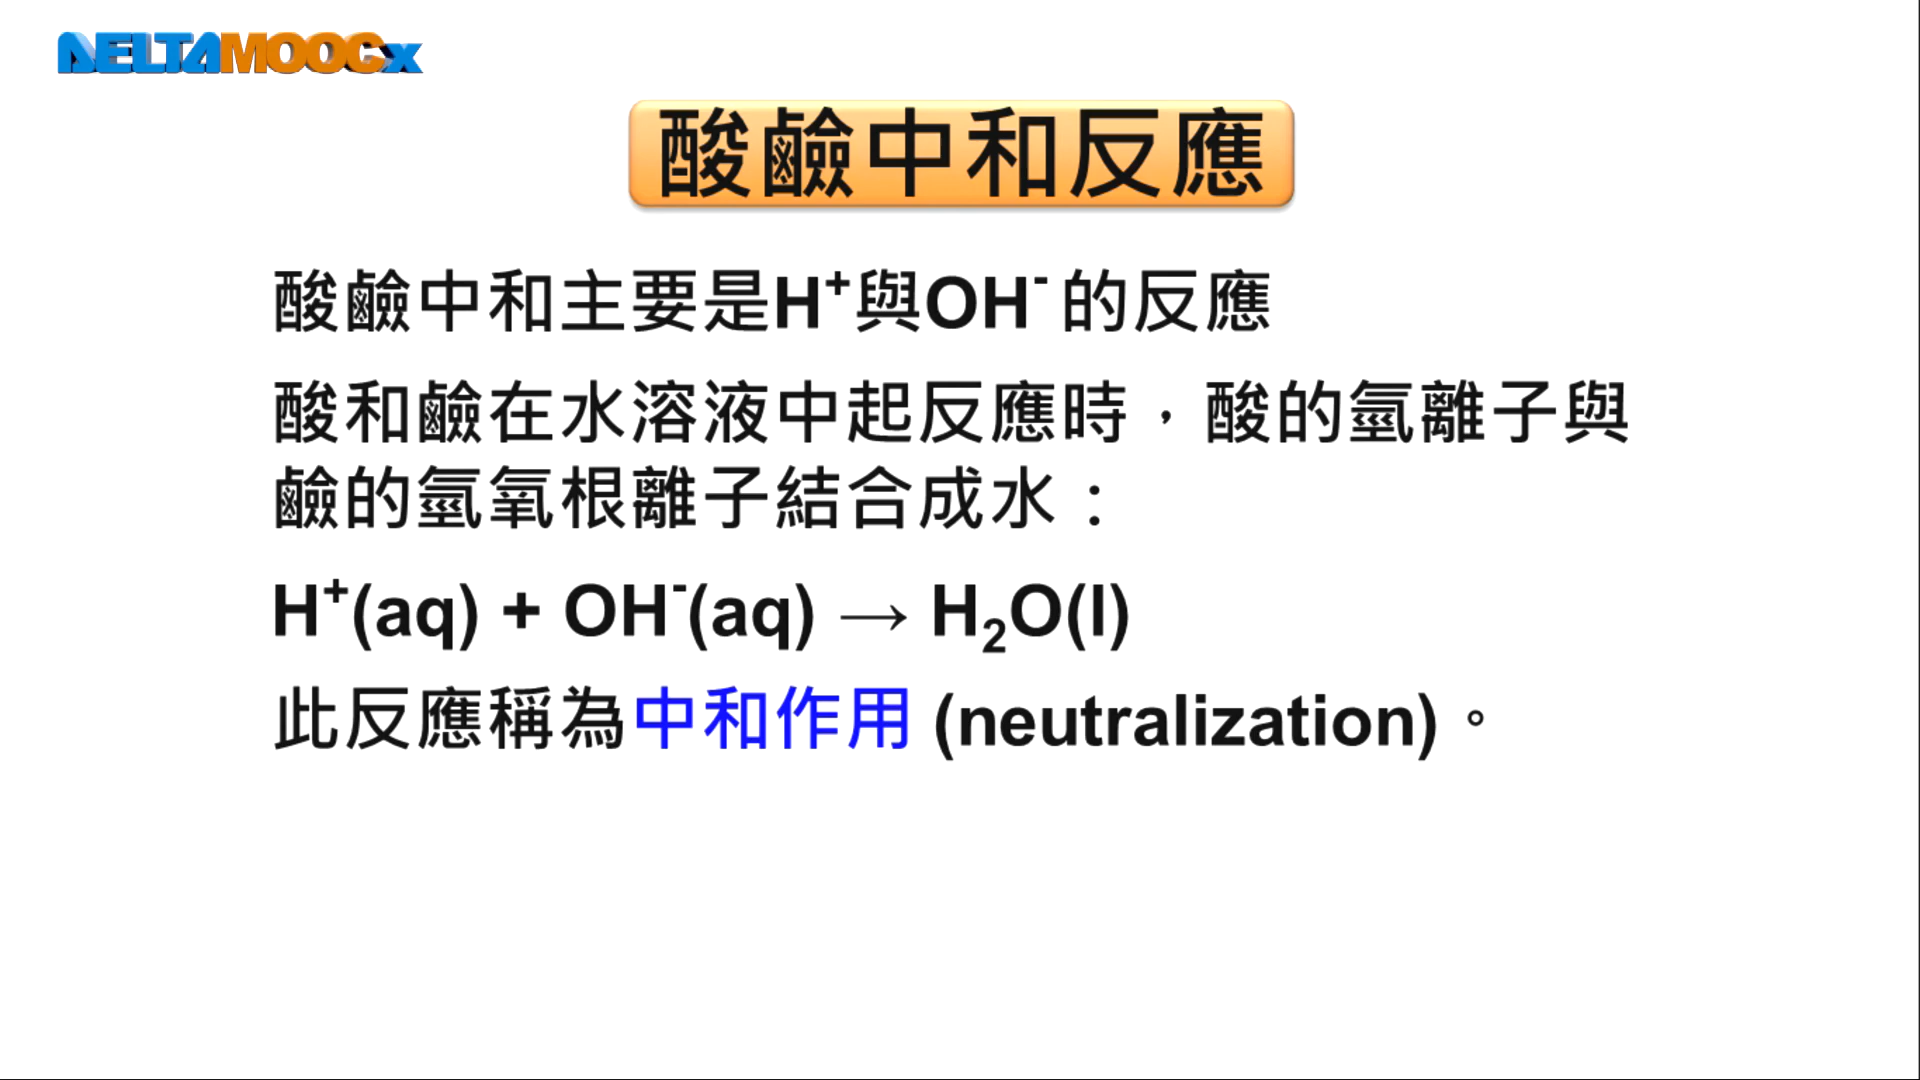 DELTAMOOCx
酸鹼中和反應
酸鹼中和主要是H⁺與OH⁻的反應
酸和鹼在水溶液中起反應時，酸的氫離子與
鹼的氫氧根離子結合成水：
H⁺(aq) + OH⁻(aq) → H₂O(l)
此反應稱為中和作用 (neutralization)。